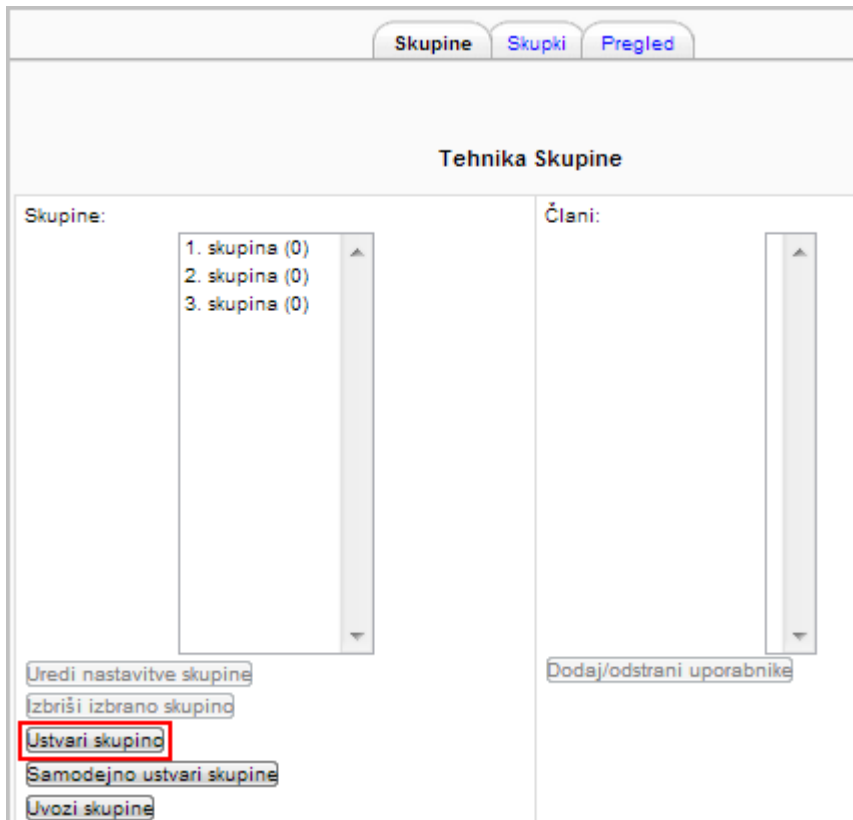 Skupine Skupki Pregled
Tehnika Skupine
Skupine:
1. skupina (0)
2. skupina (0)
3. skupina (0)
Uredi nastavitve skupine
Izbriši izbrano skupino
Ustvari skupino
Samodejno ustvari skupine
Uvozi skupine
Člani:
Dodaj/odstrani uporabnike